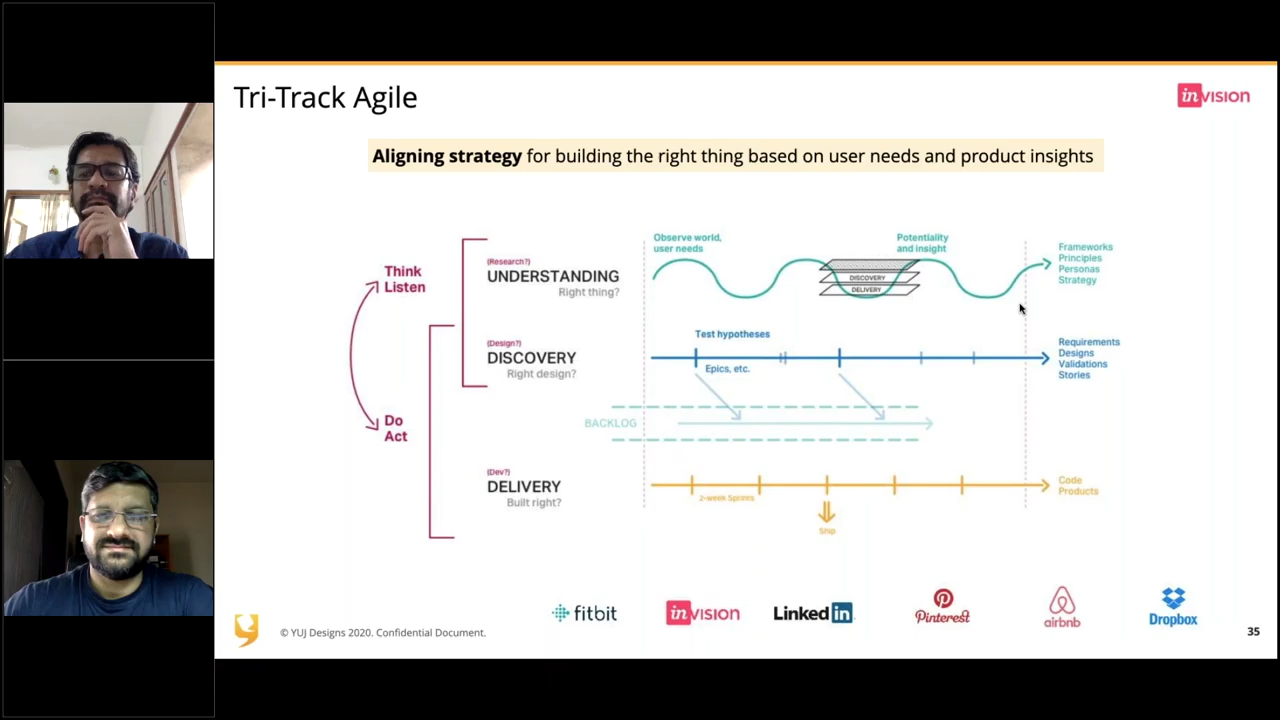 Tri-Track Agile
inVISION
Aligning strategy for building the right thing based on user needs and product insights
Think
Listen
Do
Act
(Research?)
UNDERSTANDING
Right thing?
Observe world,
user needs
Potentiality
and insight
DISCOVERY
DELIVERY
Frameworks
Principles
Personas
Strategy
(Design?)
DISCOVERY
Right design?
Test hypotheses
Epics, etc.
Requirements
Designs
Validations
Stories
BACKLOG
(Dev?)
DELIVERY
Built right?
2-week Sprints
Ship
Code
Products
fitbit
inVISION
LinkedIn
Pinterest
airbnb
Dropbox
© YUJ Designs 2020. Confidential Document.
35